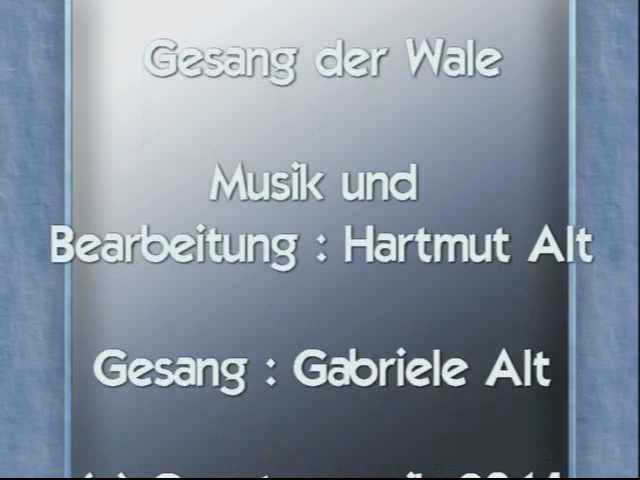 Gesang der Wale
Musik und
Bearbeitung : Hartmut Alt
Gesang : Gabriele Alt